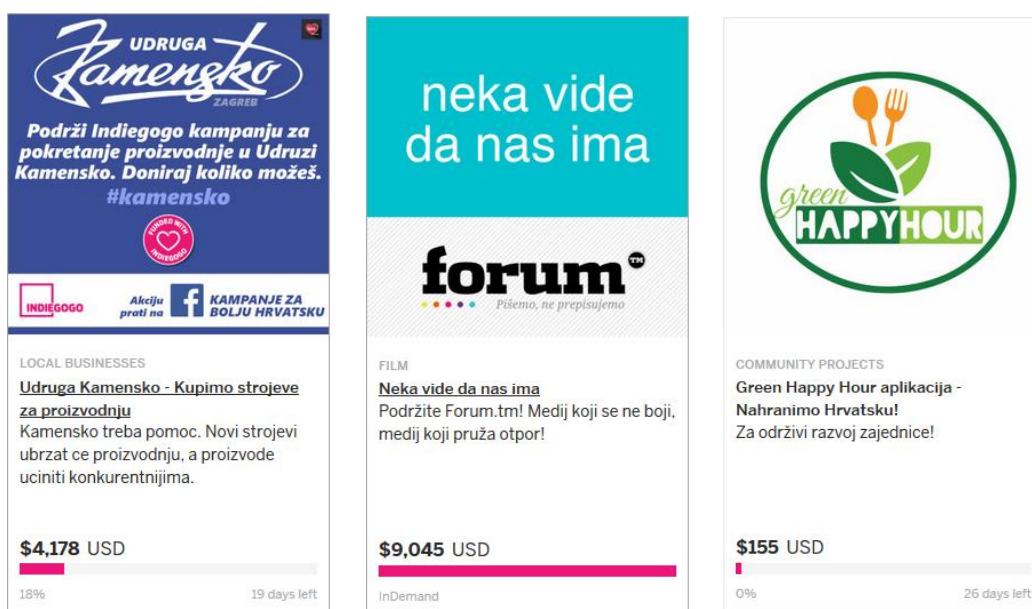 UDRUGA
Kamensko
ZAGREB
Podrži Indiegogo kampanju za
pokretanje proizvodnje u Udruzi
Kamensko. Doniraj koliko možeš.
#kamensko
FUNDED WITH
INDIEGOGO
INDIEGOGO
Akciju
prati na
KAMPANJE ZA
BOLJU HRVATSKU
LOCAL BUSINESSES
Udruga Kamensko - Kupimo strojeve
za proizvodnju
Kamensko treba pomoc. Novi strojevi
ubrzat ce proizvodnju, a proizvode
uciniti konkurentnijima.
$4,178 USD
18%
19 days left
neka vide
da nas ima
forum TM
Pišemo, ne prepisujemo
FILM
Neka vide da nas ima
Podržite Forum.tm! Medij koji se ne boji,
medij koji pruža otpor!
$9,045 USD
InDemand
green
HAPPYHOUR
COMMUNITY PROJECTS
Green Happy Hour aplikacija -
Nahranimo Hrvatsku!
Za održivi razvoj zajednice!
$155 USD
0%
26 days left